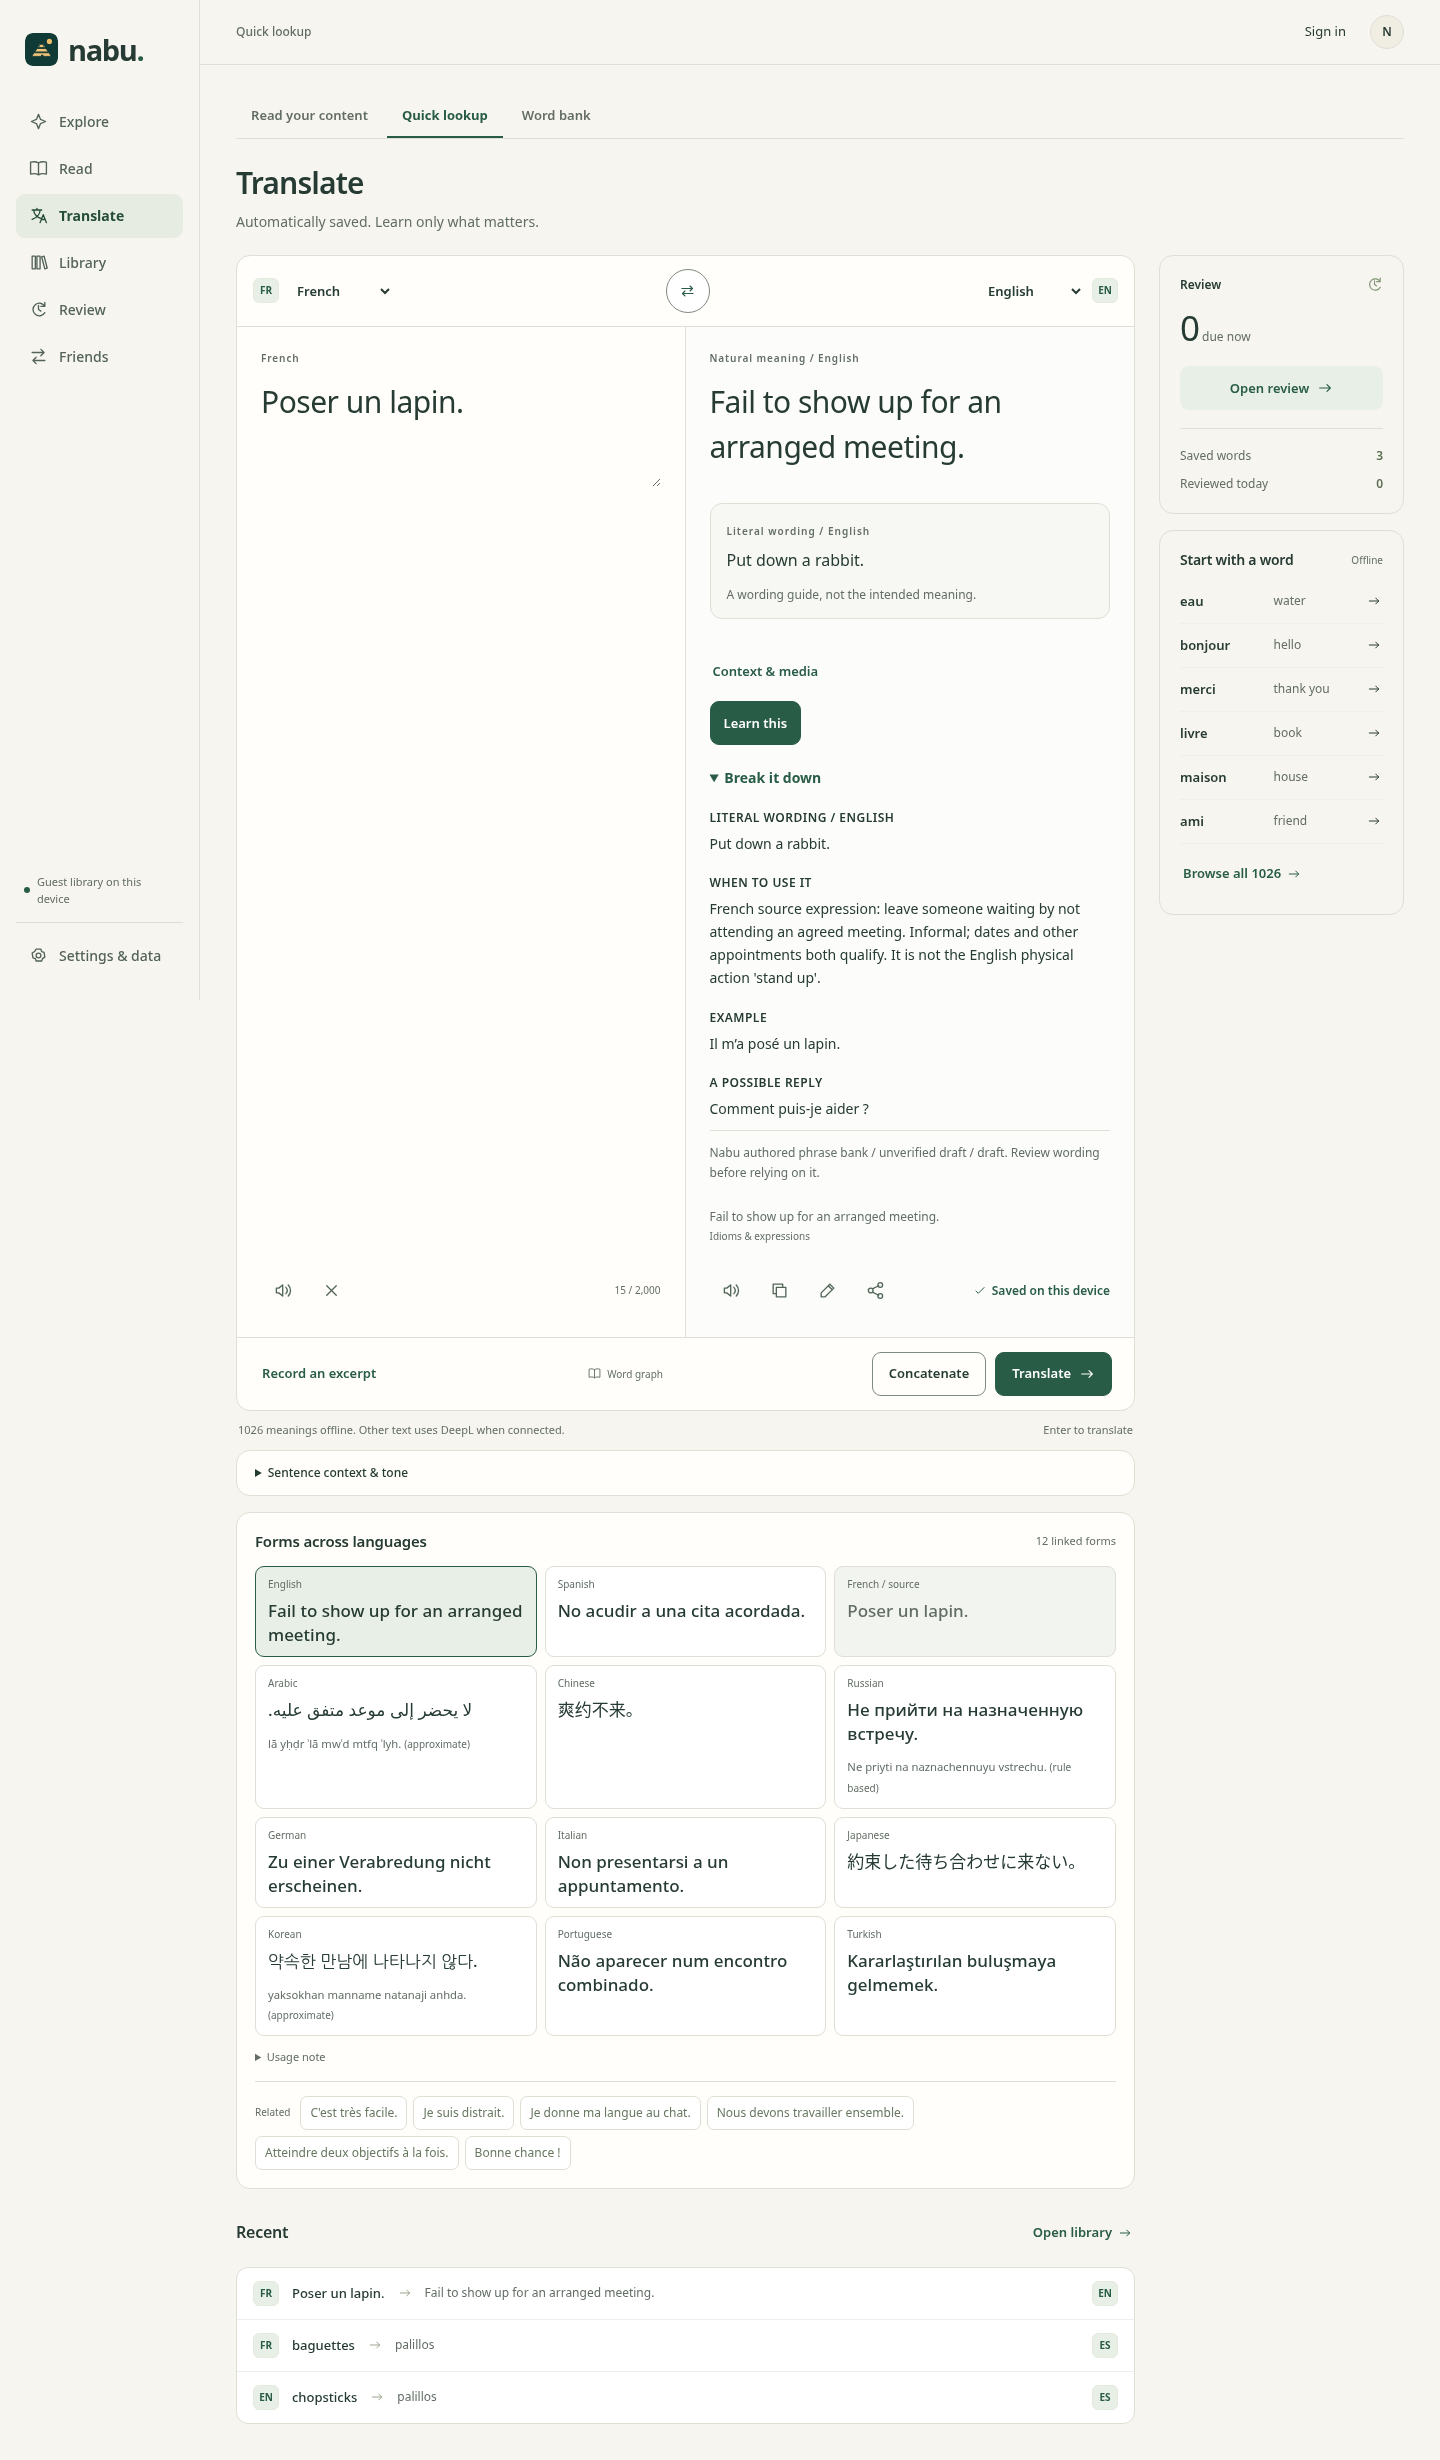 nabu.
Explore
Read
Translate
Library
Review
Friends
Guest library on this
device
Settings & data
Quick lookup
Sign in
N
Read your content
Quick lookup
Word bank
Translate
Automatically saved. Learn only what matters.
FR
French
English
EN
French
Poser un lapin.
15 / 2,000
Natural meaning / English
Fail to show up for an
arranged meeting.
Literal wording / English
Put down a rabbit.
A wording guide, not the intended meaning.
Context & media
Learn this
Break it down
LITERAL WORDING / ENGLISH
Put down a rabbit.
WHEN TO USE IT
French source expression: leave someone waiting by not
attending an agreed meeting. Informal; dates and other
appointments both qualify. It is not the English physical
action 'stand up'.
EXAMPLE
Il m’a posé un lapin.
A POSSIBLE REPLY
Comment puis-je aider ?
Nabu authored phrase bank / unverified draft / draft. Review wording
before relying on it.
Fail to show up for an arranged meeting.
Idioms & expressions
Saved on this device
Record an excerpt
Word graph
Concatenate
Translate
1026 meanings offline. Other text uses DeepL when connected.
Enter to translate
Sentence context & tone
Forms across languages
12 linked forms
English
Fail to show up for an arranged
meeting.
Spanish
No acudir a una cita acordada.
French / source
Poser un lapin.
Arabic
لا يحضر إلى موعد متفق عليه.
lā yḥḍr ʾlā mwʿd mtfq ʿlyh. (approximate)
Chinese
爽约不来。
Russian
Не прийти на назначенную
встречу.
Ne priyti na naznachennuyu vstrechu. (rule
based)
German
Zu einer Verabredung nicht
erscheinen.
Italian
Non presentarsi a un
appuntamento.
Japanese
約束した待ち合わせに来ない。
Korean
약속한 만남에 나타나지 않다.
yaksokhan manname natanaji anhda.
(approximate)
Portuguese
Não aparecer num encontro
combinado.
Turkish
Kararlaştırılan buluşmaya
gelmemek.
Usage note
Related
C'est très facile.
Je suis distrait.
Je donne ma langue au chat.
Nous devons travailler ensemble.
Atteindre deux objectifs à la fois.
Bonne chance !
Recent
Open library
FR
Poser un lapin.
Fail to show up for an arranged meeting.
EN
FR
baguettes
palillos
ES
EN
chopsticks
palillos
ES
Review
0 due now
Open review
Saved words 3
Reviewed today 0
Start with a word
Offline
eau water
bonjour hello
merci thank you
livre book
maison house
ami friend
Browse all 1026